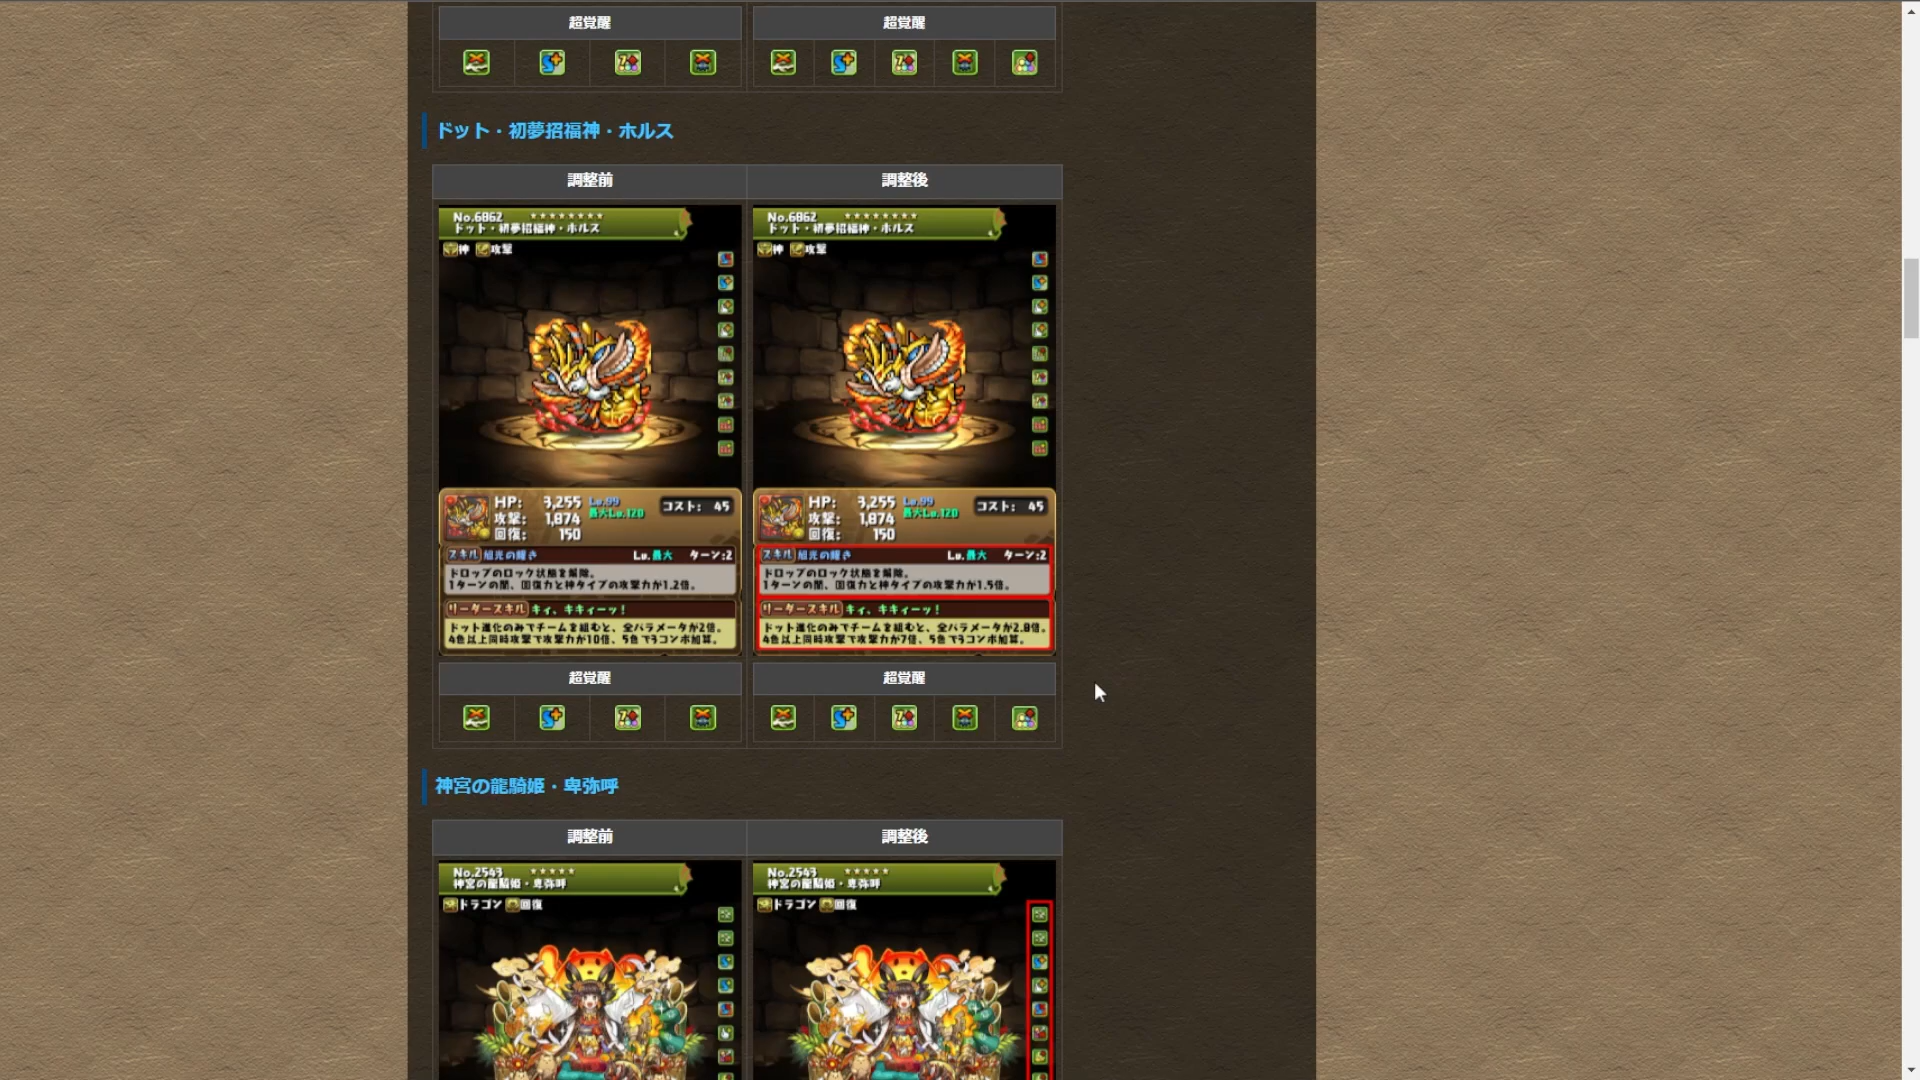 超覚醒
超覚醒
ドット・初夢招福神・ホルス
調整前
調整後
No.6862 ★★★★★★★★
ドット・初夢招福神・ホルス
神 攻撃
HP: 3,255 Lv.99
攻撃: 1,874 最大Lv.120
回復: 150
コスト: 45
スキル 旭光の輝き Lv.最大 ターン:2
ドロップのロック状態を解除。
1ターンの間、回復力と神タイプの攻撃力が1.2倍。
リーダースキル キィ、キキィーッ!
ドット進化のみでチームを組むと、全パラメータが2倍。
4色以上同時攻撃で攻撃力が10倍、5色で3コンボ加算。
No.6862 ★★★★★★★★
ドット・初夢招福神・ホルス
神 攻撃
HP: 3,255 Lv.99
攻撃: 1,874 最大Lv.120
回復: 150
コスト: 45
スキル 旭光の輝き Lv.最大 ターン:2
ドロップのロック状態を解除。
1ターンの間、回復力と神タイプの攻撃力が1.5倍。
リーダースキル キィ、キキィーッ!
ドット進化のみでチームを組むと、全パラメータが2.8倍。
4色以上同時攻撃で攻撃力が7倍、5色で3コンボ加算。
超覚醒
超覚醒
神宮の龍騎姫・卑弥呼
調整前
調整後
No.2543 ★★★★★
神宮の龍騎姫・卑弥呼
ドラゴン 回復
No.2543 ★★★★★
神宮の龍騎姫・卑弥呼
ドラゴン 回復